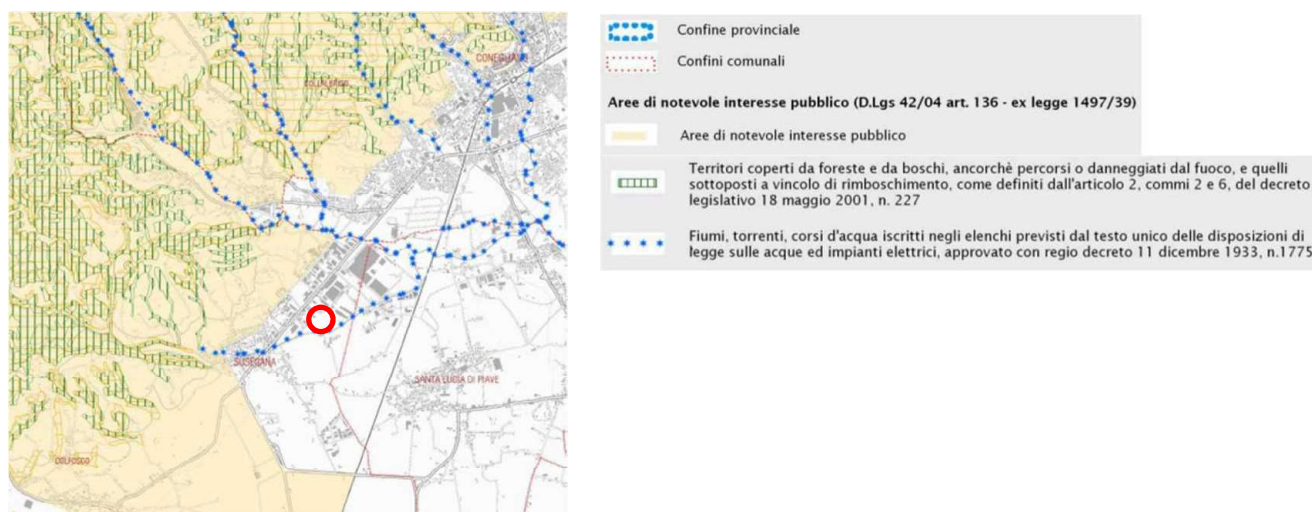 CONEGLIANO
COLLALBRIGO
SUSEGANA
SANTA LUCIA DI PIAVE
COLFOSCO
Confine provinciale
Confini comunali
Aree di notevole interesse pubblico (D.Lgs 42/04 art. 136 - ex legge 1497/39)
Aree di notevole interesse pubblico
Territori coperti da foreste e da boschi, ancorchè percorsi o danneggiati dal fuoco, e quelli
sottoposti a vincolo di rimboschimento, come definiti dall'articolo 2, commi 2 e 6, del decreto
legislativo 18 maggio 2001, n. 227
Fiumi, torrenti, corsi d'acqua iscritti negli elenchi previsti dal testo unico delle disposizioni di
legge sulle acque ed impianti elettrici, approvato con regio decreto 11 dicembre 1933, n.1775